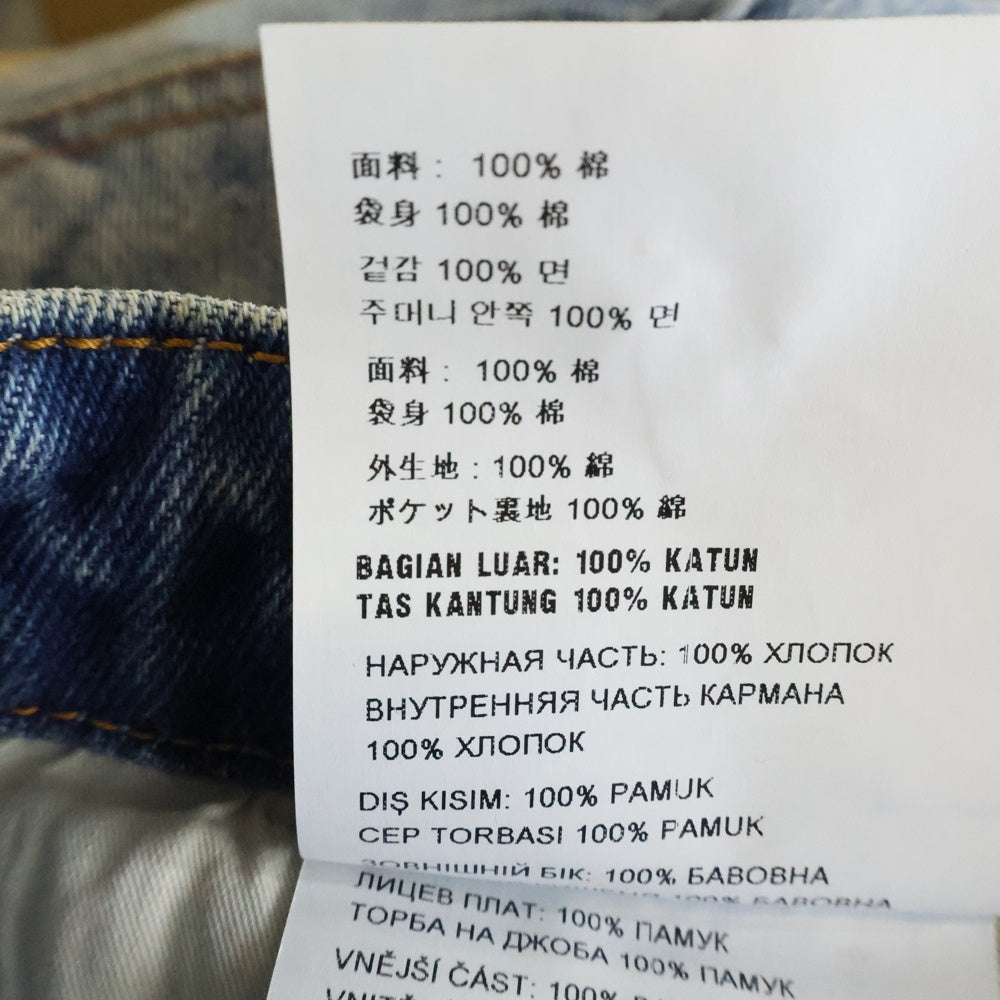 面料： 100% 棉
袋身 100% 棉
겉감 100% 면
주머니 안쪽 100% 면
面料： 100% 棉
袋身 100% 棉
外生地：100% 綿
ポケット裏地 100% 綿
BAGIAN LUAR: 100% KATUN
TAS KANTUNG 100% KATUN
НАРУЖНАЯ ЧАСТЬ: 100% ХЛОПОК
ВНУТРЕННЯЯ ЧАСТЬ КАРМАНА
100% ХЛОПОК
DIŞ KISIM: 100% PAMUK
CEP TORBASI 100% PAMUK
ЗОВНІШНІЙ БІК: 100% БАВОВНА
100% БАВОВНА
ЛИЦЕВ ПЛАТ: 100% ПАМУК
ТОРБА НА ДЖОБА 100% ПАМУК
VNĚJŠÍ ČÁST: 100%